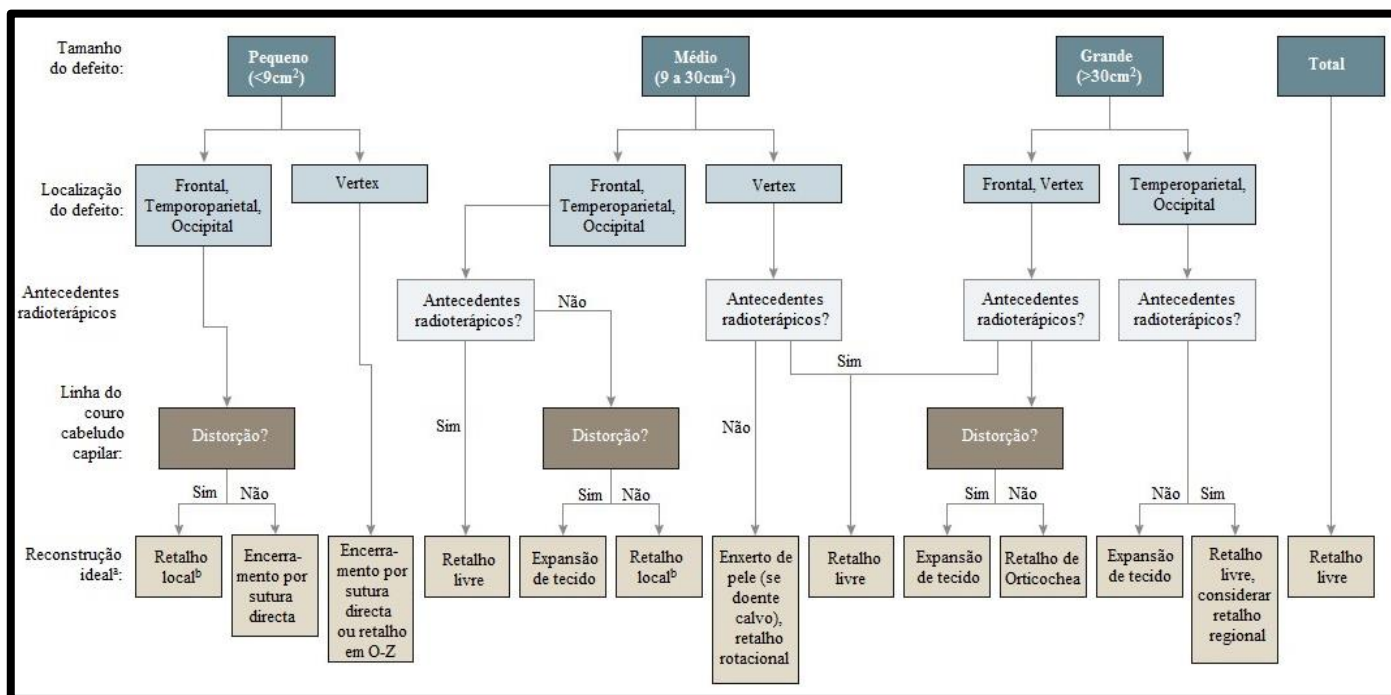 Tamanho
do defeito:
Pequeno
(<9cm²)
Médio
(9 a 30cm²)
Grande
(>30cm²)
Total
Localização
do defeito:
Frontal,
Temporoparietal,
Occipital
Vertex
Frontal,
Temperoparietal,
Occipital
Vertex
Frontal, Vertex
Temperoparietal,
Occipital
Antecedentes
radioterápicos
Antecedentes
radioterápicos?
Não
Antecedentes
radioterápicos?
Sim
Antecedentes
radioterápicos?
Antecedentes
radioterápicos?
Linha do
couro
cabeludo
capilar:
Distorção?
Sim
Distorção?
Não
Distorção?
Sim
Não
Sim
Não
Sim
Não
Não
Sim
Reconstrução
idealª:
Retalho
localᵇ
Encerra-
mento por
sutura
directa
Encerra-
mento por
sutura
directa
ou retalho
em O-Z
Retalho
livre
Expansão
de tecido
Retalho
localᵇ
Enxerto de
pele (se
doente
calvo),
retalho
rotacional
Retalho
livre
Expansão
de tecido
Retalho de
Orticochea
Expansão
de tecido
Retalho
livre,
considerar
retalho
regional
Retalho
livre